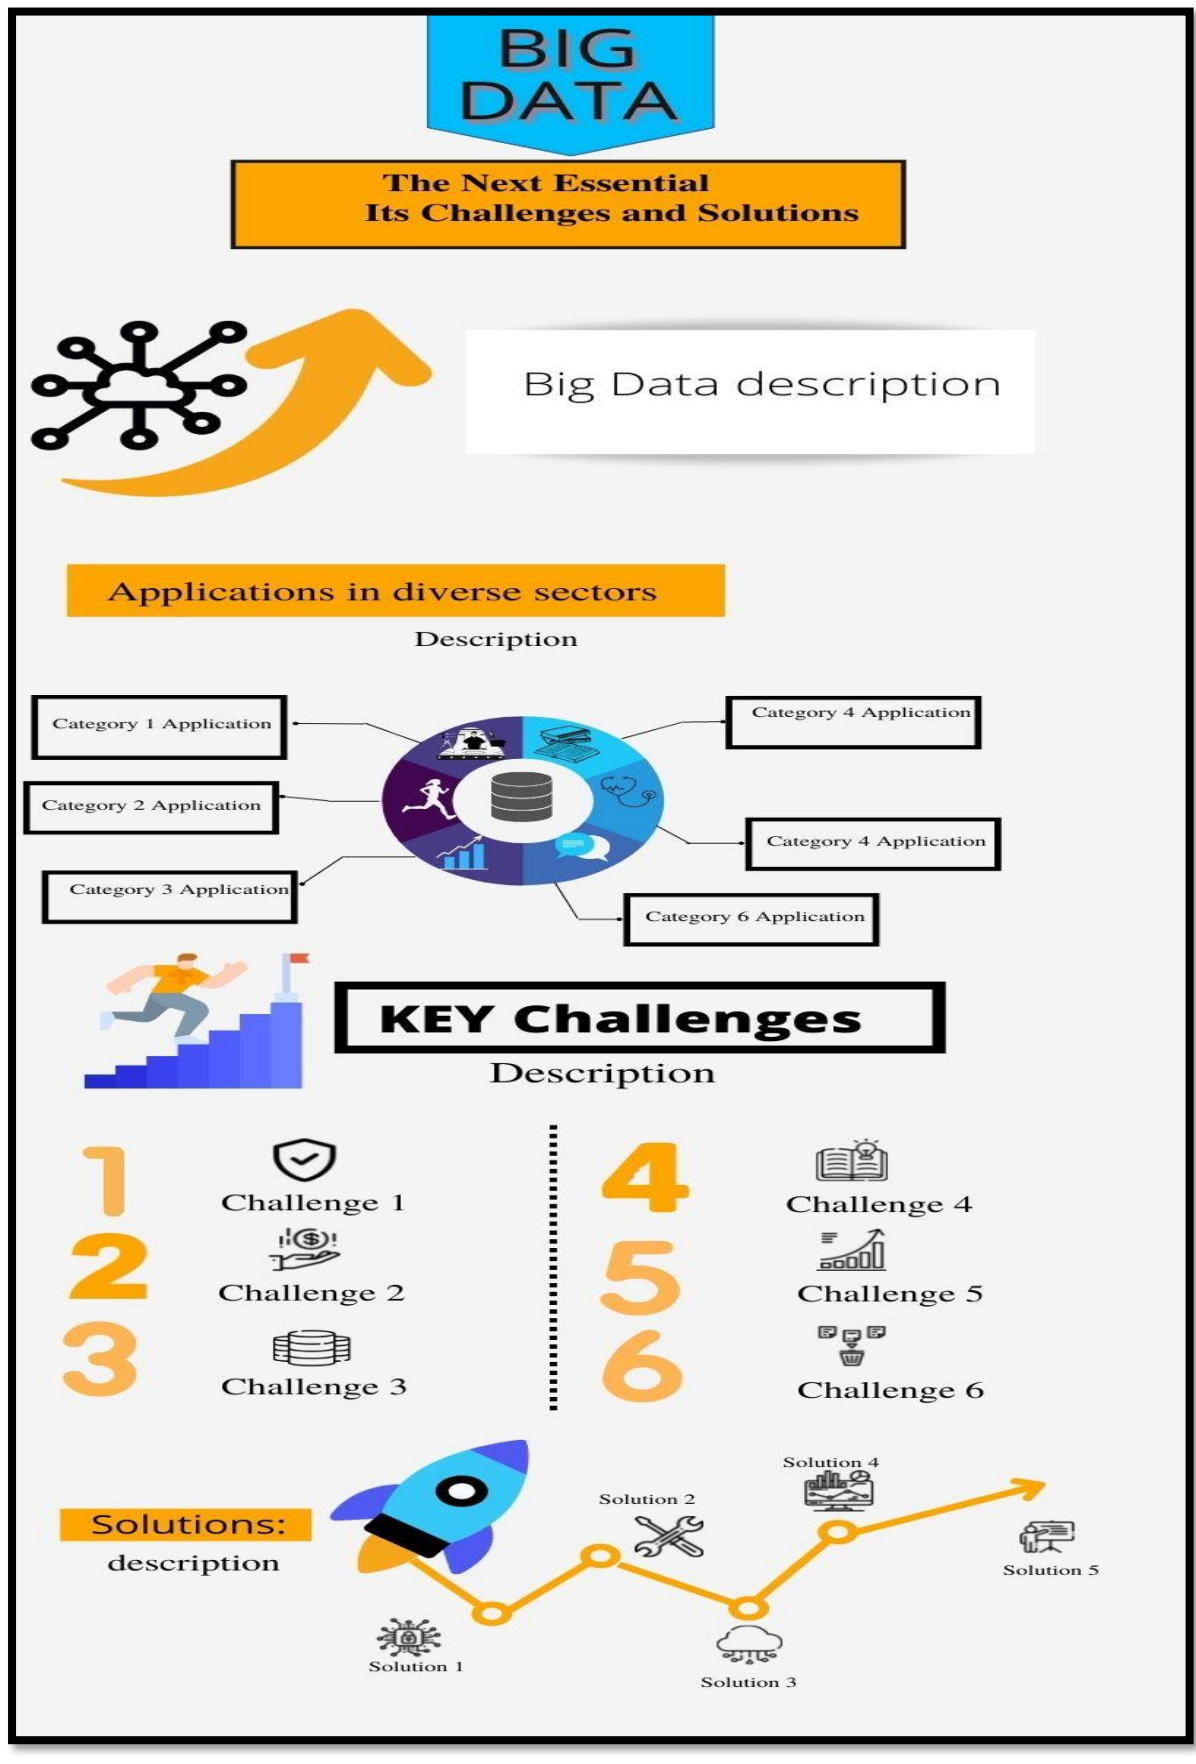 BIG
DATA
The Next Essential
Its Challenges and Solutions
Big Data description
Applications in diverse sectors
Description
Category 1 Application
Category 2 Application
Category 3 Application
Category 4 Application
Category 4 Application
Category 6 Application
KEY Challenges
Description
1
Challenge 1
2
Challenge 2
3
Challenge 3
4
Challenge 4
5
Challenge 5
6
Challenge 6
Solutions:
description
Solution 1
Solution 2
Solution 3
Solution 4
Solution 5